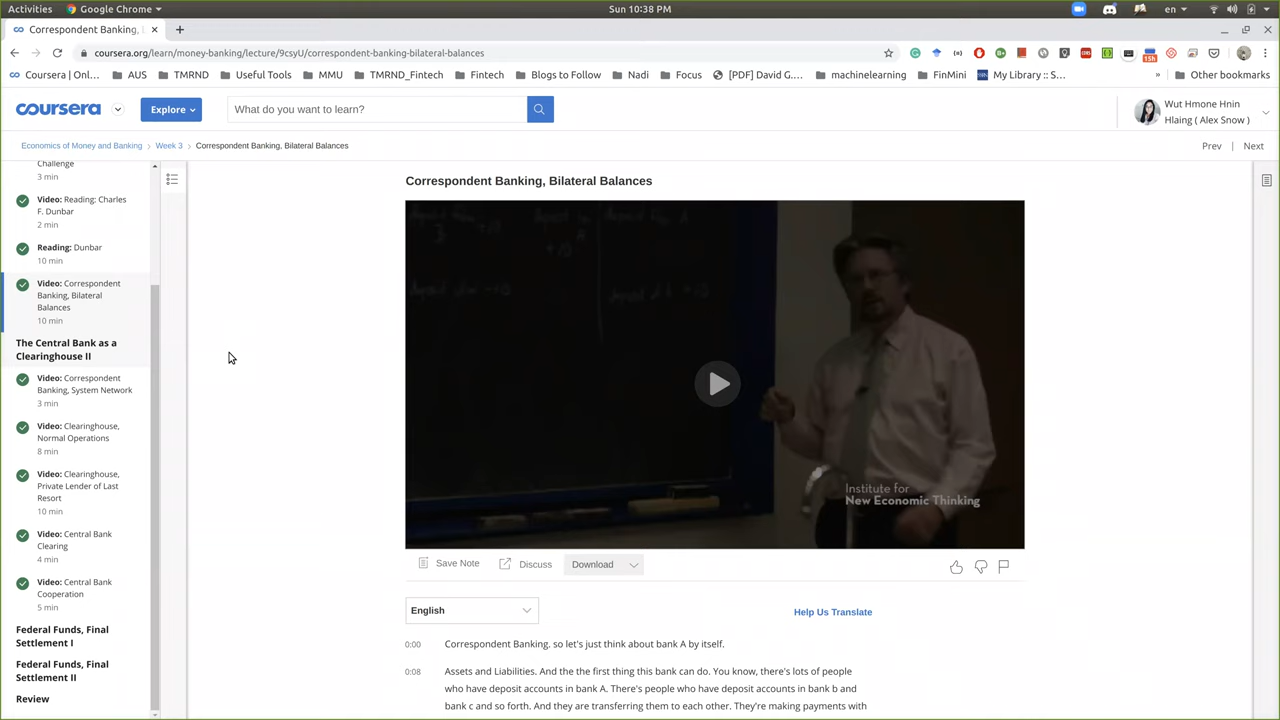 Activities
Google Chrome
Sun 10:38 PM
en
Correspondent Banking,
coursera.org/learn/money-banking/lecture/9csyU/correspondent-banking-bilateral-balances
Coursera | Onl...
AUS
TMRND
Useful Tools
MMU
TMRND_Fintech
Fintech
Blogs to Follow
Nadi
Focus
[PDF] David G....
machinelearning
FinMini
My Library :: S...
»
Other bookmarks
15h
coursera
Explore
What do you want to learn?
Wut Hmone Hnin
Hlaing ( Alex Snow )
Economics of Money and Banking
Week 3
Correspondent Banking, Bilateral Balances
Prev | Next
Challenge
3 min
Video: Reading: Charles
F. Dunbar
2 min
Reading: Dunbar
10 min
Video: Correspondent
Banking, Bilateral
Balances
10 min
The Central Bank as a
Clearinghouse II
Video: Correspondent
Banking, System Network
3 min
Video: Clearinghouse,
Normal Operations
8 min
Video: Clearinghouse,
Private Lender of Last
Resort
10 min
Video: Central Bank
Clearing
4 min
Video: Central Bank
Cooperation
5 min
Federal Funds, Final
Settlement I
Federal Funds, Final
Settlement II
Review
Correspondent Banking, Bilateral Balances
Institute for
New Economic Thinking
Save Note
Discuss
Download
English
Help Us Translate
0:00
Correspondent Banking. so let's just think about bank A by itself.
0:08
Assets and Liabilities. And the the first thing this bank can do. You know, there's lots of people
who have deposit accounts in bank A. There's people who have deposit accounts in bank b and
bank c and so forth. And they are transferring them to each other. They're making payments with